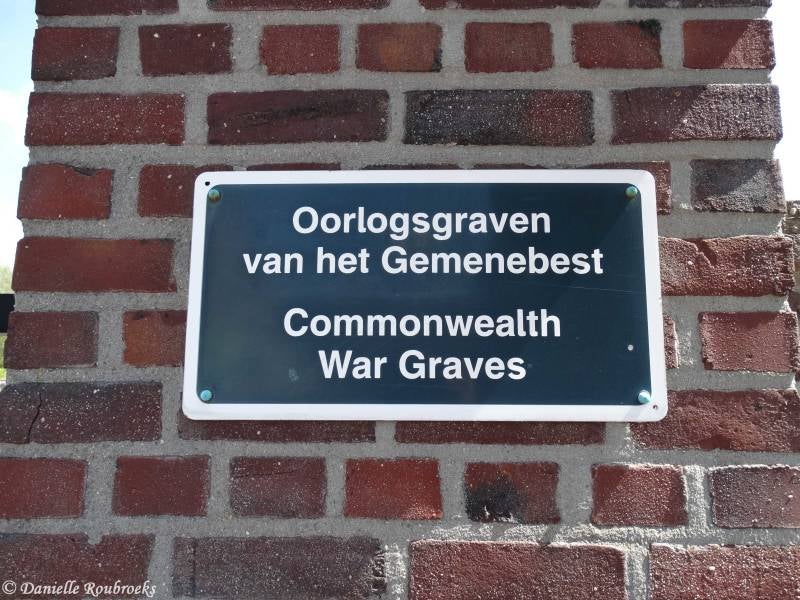 Oorlogsgraven
van het Gemenebest
Commonwealth
War Graves
© Danielle Roubroeks